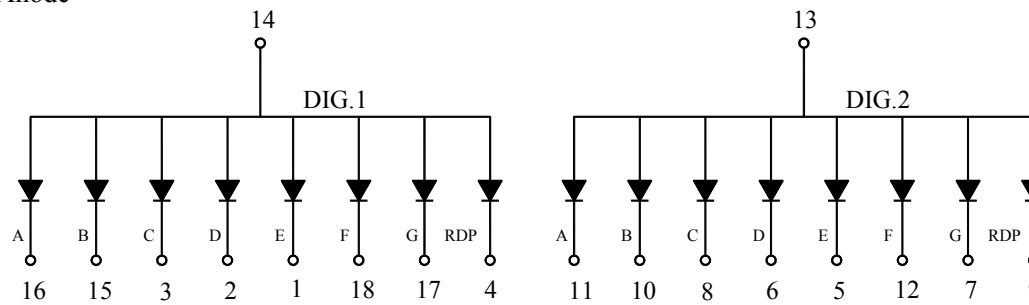 14 13
DIG.1 DIG.2
A B C D E F G RDP A B C D E F G RDP
16 15 3 2 1 18 17 4 11 10 8 6 5 12 7